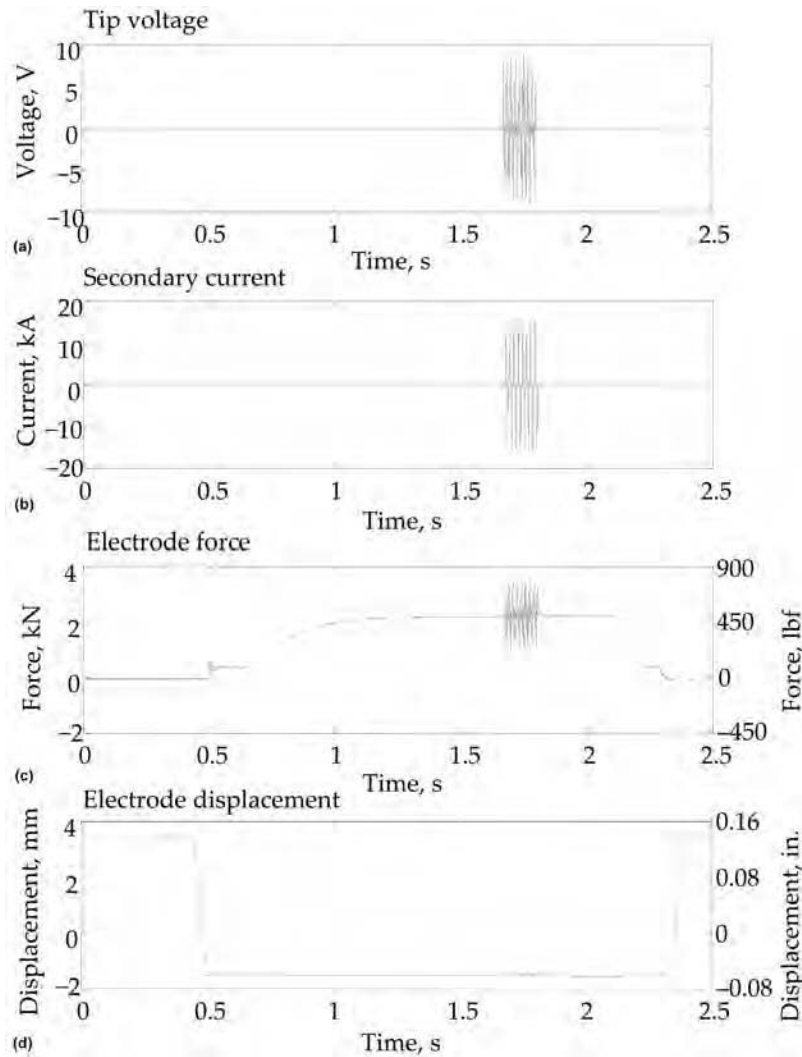 Tip voltage
10
5
0
−5
−10
Voltage, V
0 0.5 1 1.5 2 2.5
Time, s
(a)
Secondary current
20
10
0
−10
−20
Current, kA
0 0.5 1 1.5 2 2.5
Time, s
(b)
Electrode force
4
2
0
−2
Force, kN
900
450
0
−450
Force, lbf
0 0.5 1 1.5 2 2.5
Time, s
(c)
Electrode displacement
4
2
0
−2
Displacement, mm
0.16
0.08
0
−0.08
Displacement, in.
0 0.5 1 1.5 2 2.5
Time, s
(d)